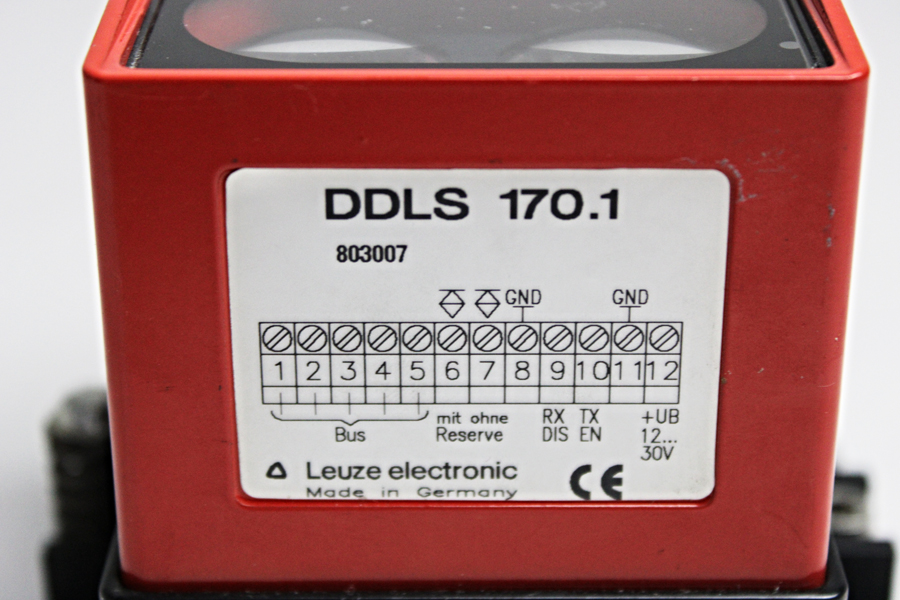 DDLS 170.1
803007
GND GND
1 2 3 4 5 6 7 8 9 10 11 12
Bus
mit ohne
Reserve
RX TX
DIS EN
+UB
12...
30V
Leuze electronic
Made in Germany
CE